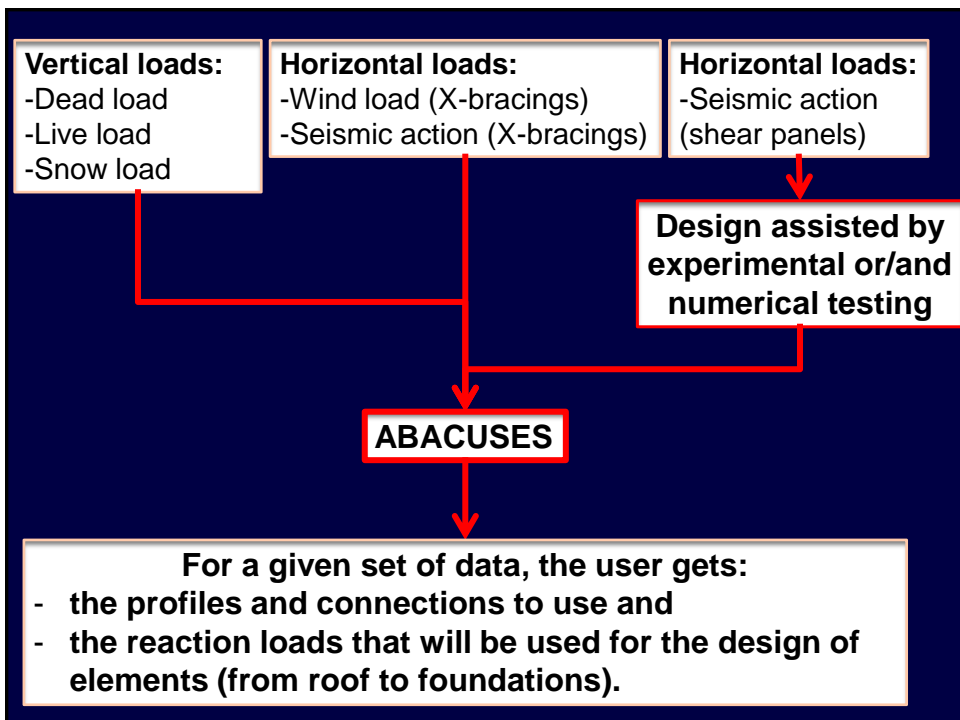 Vertical loads:
-Dead load
-Live load
-Snow load
Horizontal loads:
-Wind load (X-bracings)
-Seismic action (X-bracings)
Horizontal loads:
-Seismic action
(shear panels)
Design assisted by
experimental or/and
numerical testing
ABACUSES
For a given set of data, the user gets:
- the profiles and connections to use and
- the reaction loads that will be used for the design of
elements (from roof to foundations).